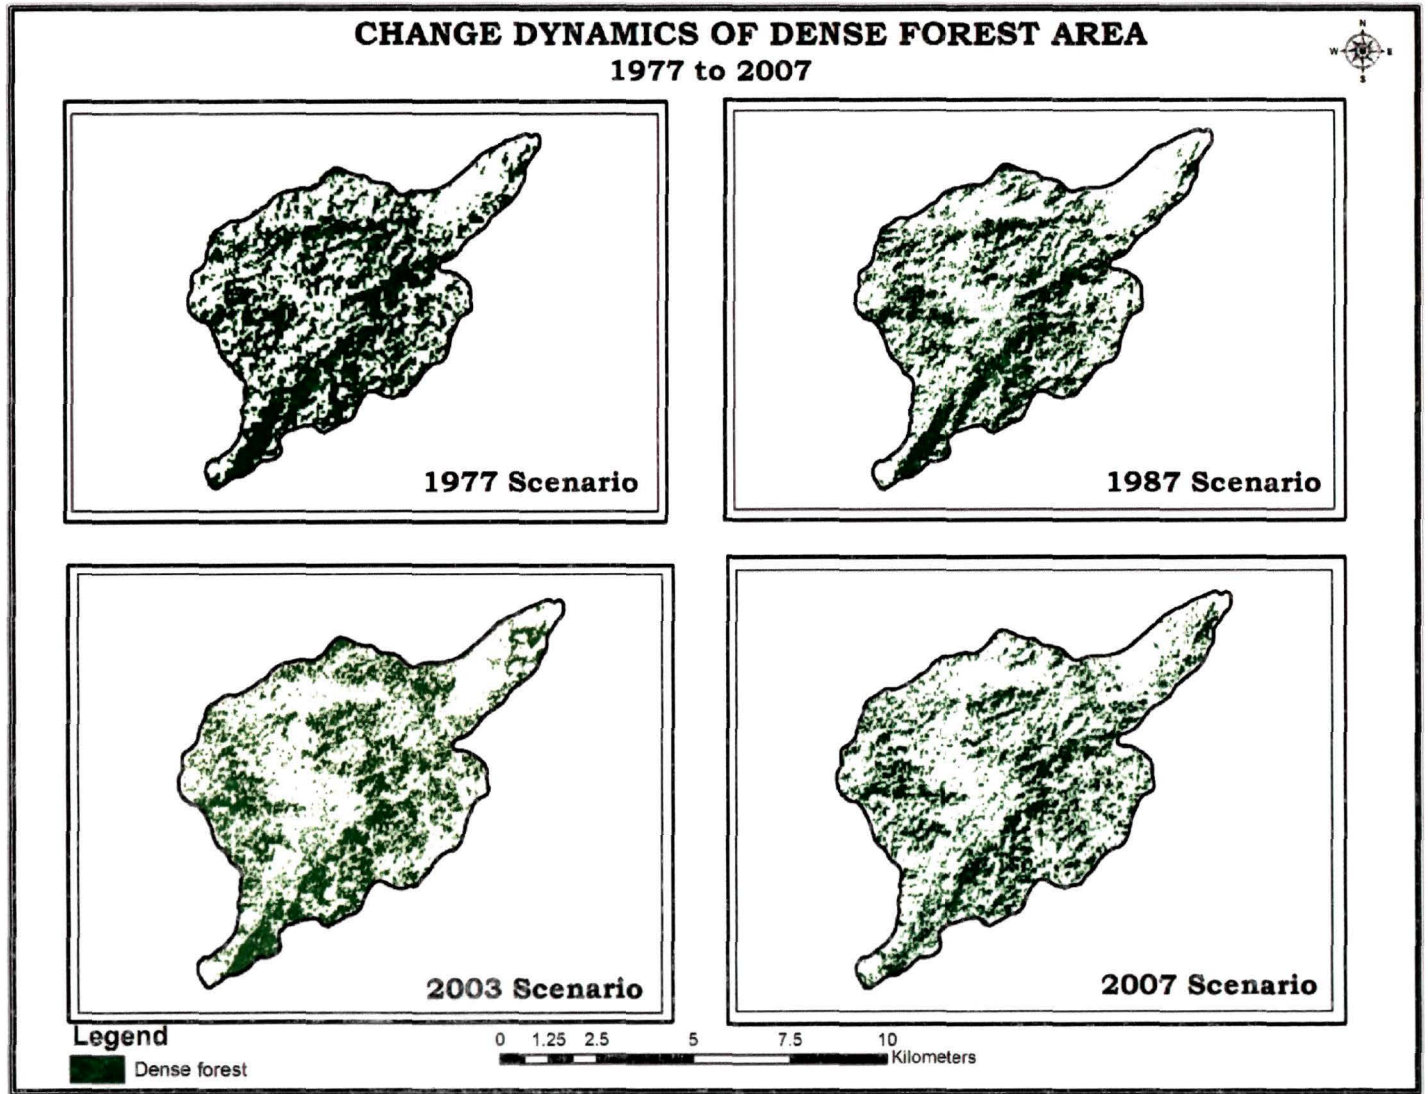 CHANGE DYNAMICS OF DENSE FOREST AREA
1977 to 2007
N
W E
S
1977 Scenario
1987 Scenario
2003 Scenario
2007 Scenario
Legend
Dense forest
0 1.25 2.5 5 7.5 10
Kilometers